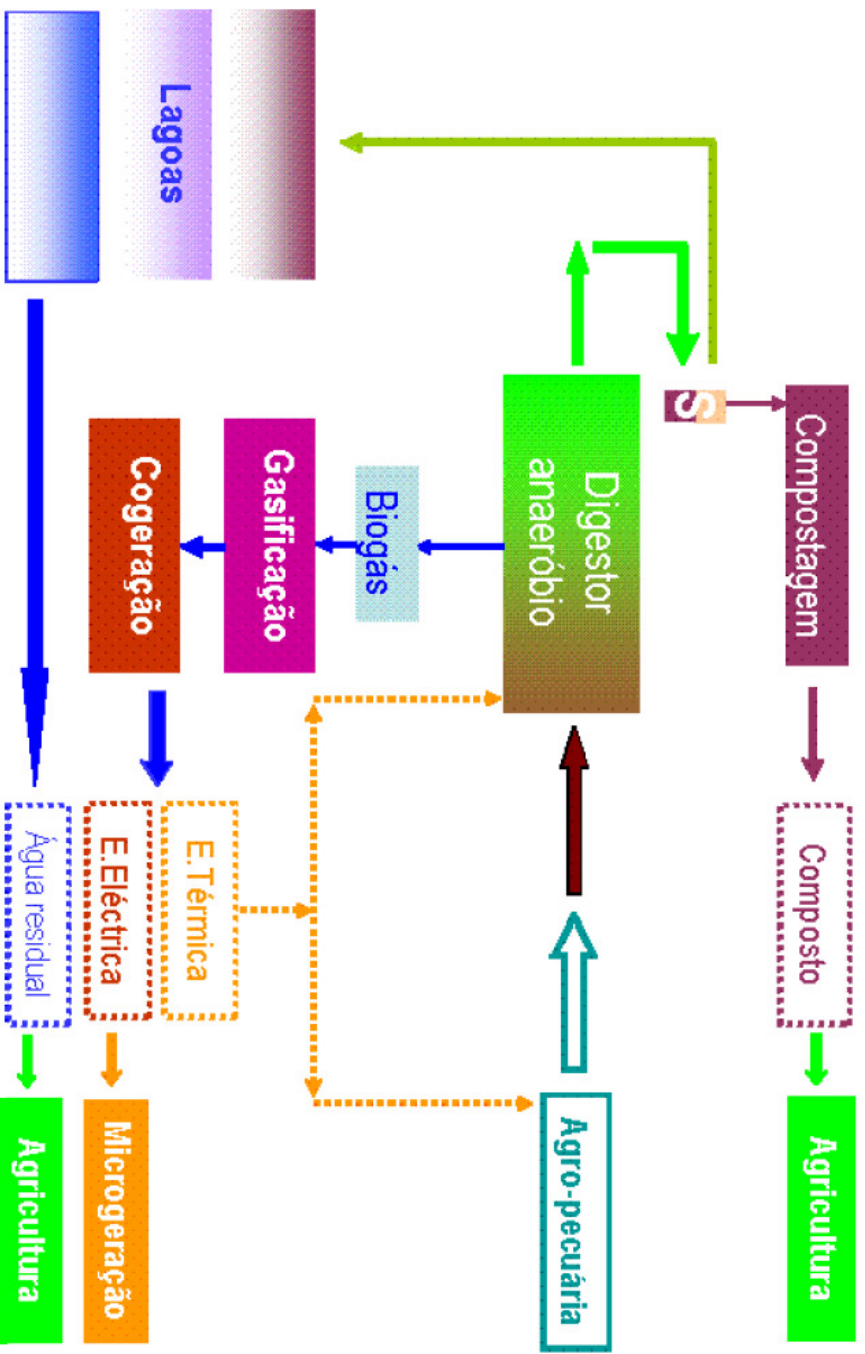 Compostagem
Composto
Agricultura
S
Digestor
anaeróbio
Agro-pecuária
Biogás
Gasificação
Cogeração
E.Térmica
E.Eléctrica
Microgeração
Lagoas
Água residual
Agricultura